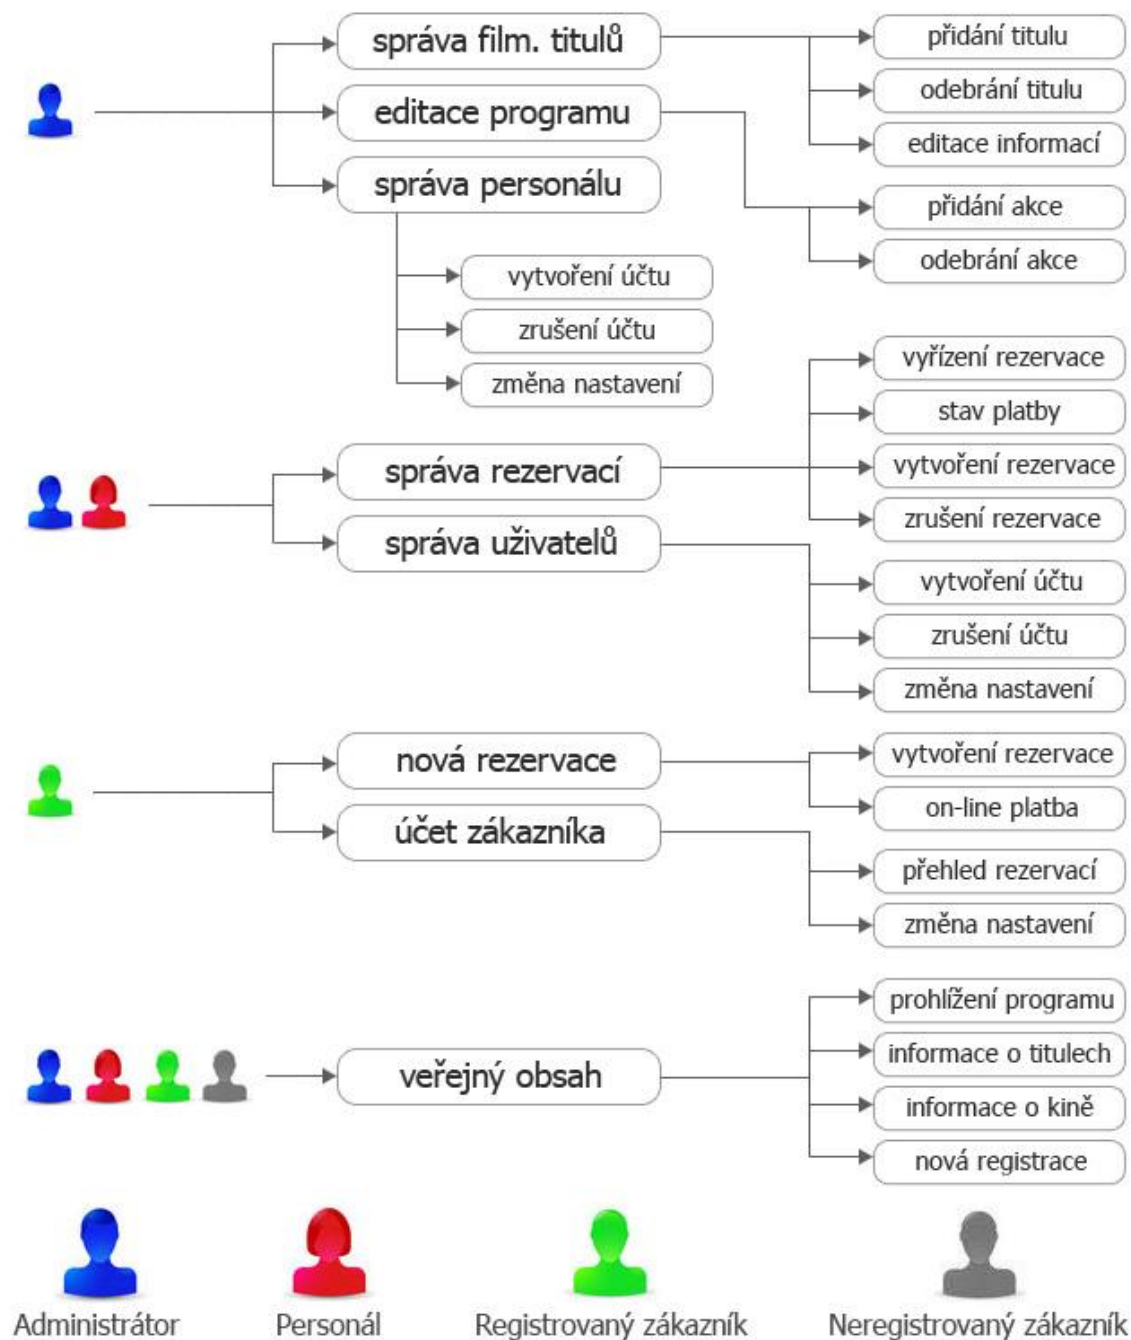 správa film. titulů
editace programu
správa personálu
přidání titulu
odebrání titulu
editace informací
přidání akce
odebrání akce
vytvoření účtu
zrušení účtu
změna nastavení
správa rezervací
správa uživatelů
vyřízení rezervace
stav platby
vytvoření rezervace
zrušení rezervace
vytvoření účtu
zrušení účtu
změna nastavení
nová rezervace
účet zákazníka
vytvoření rezervace
on-line platba
přehled rezervací
změna nastavení
veřejný obsah
prohlížení programu
informace o titulech
informace o kině
nová registrace
Administrátor
Personál
Registrovaný zákazník
Neregistrovaný zákazník